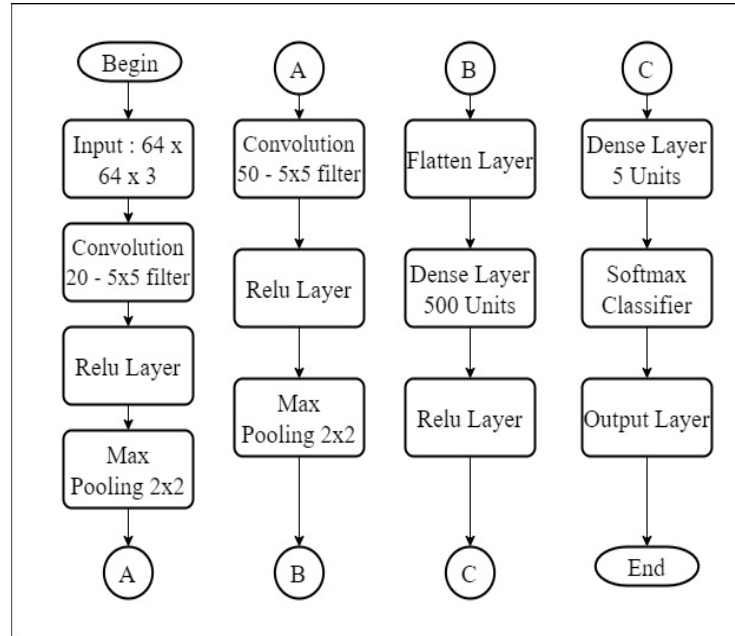 Begin
Input : 64 x
64 x 3
Convolution
20 - 5x5 filter
Relu Layer
Max
Pooling 2x2
A
A
Convolution
50 - 5x5 filter
Relu Layer
Max
Pooling 2x2
B
B
Flatten Layer
Dense Layer
500 Units
Relu Layer
C
C
Dense Layer
5 Units
Softmax
Classifier
Output Layer
End